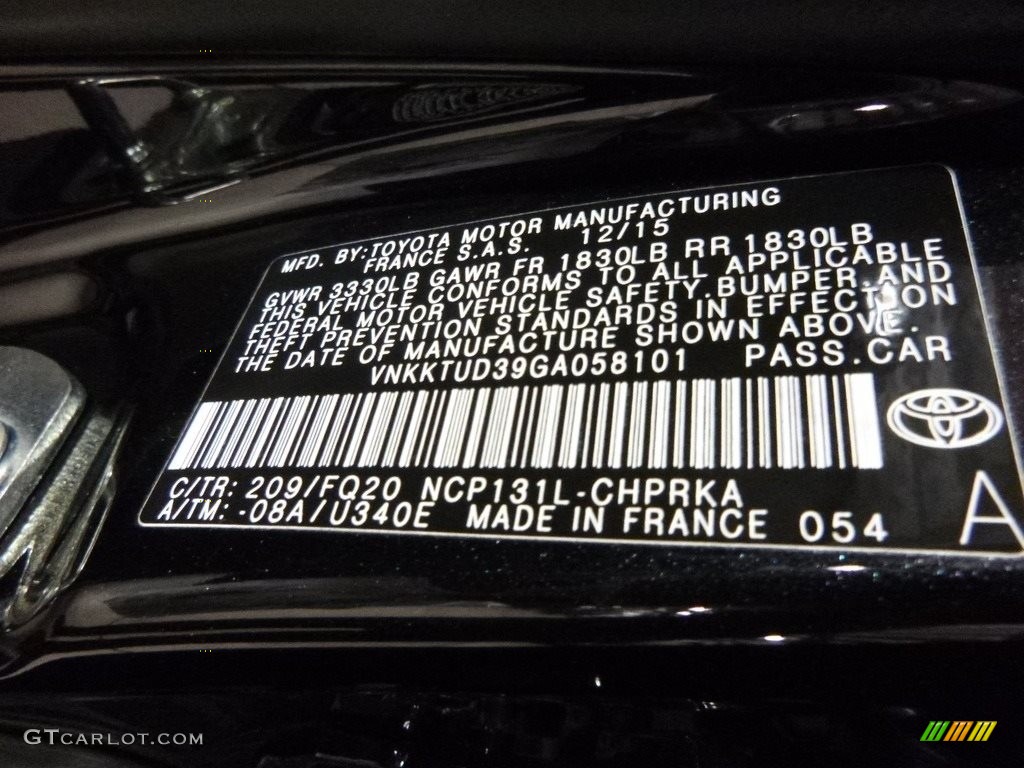 MFD. BY: TOYOTA MOTOR MANUFACTURING
FRANCE S.A.S. 12/15
GVWR 3330LB GAWR FR 1830LB RR 1830LB
THIS VEHICLE CONFORMS TO ALL APPLICABLE
FEDERAL MOTOR VEHICLE SAFETY, BUMPER, AND
THEFT PREVENTION STANDARDS IN EFFECT ON
THE DATE OF MANUFACTURE SHOWN ABOVE.
VNKKTUD39GA058101 PASS.CAR
C/TR: 209/FQ20 NCP131L-CHPRKA
A/TM: -08A/U340E MADE IN FRANCE 054 A
GTCARLOT.COM